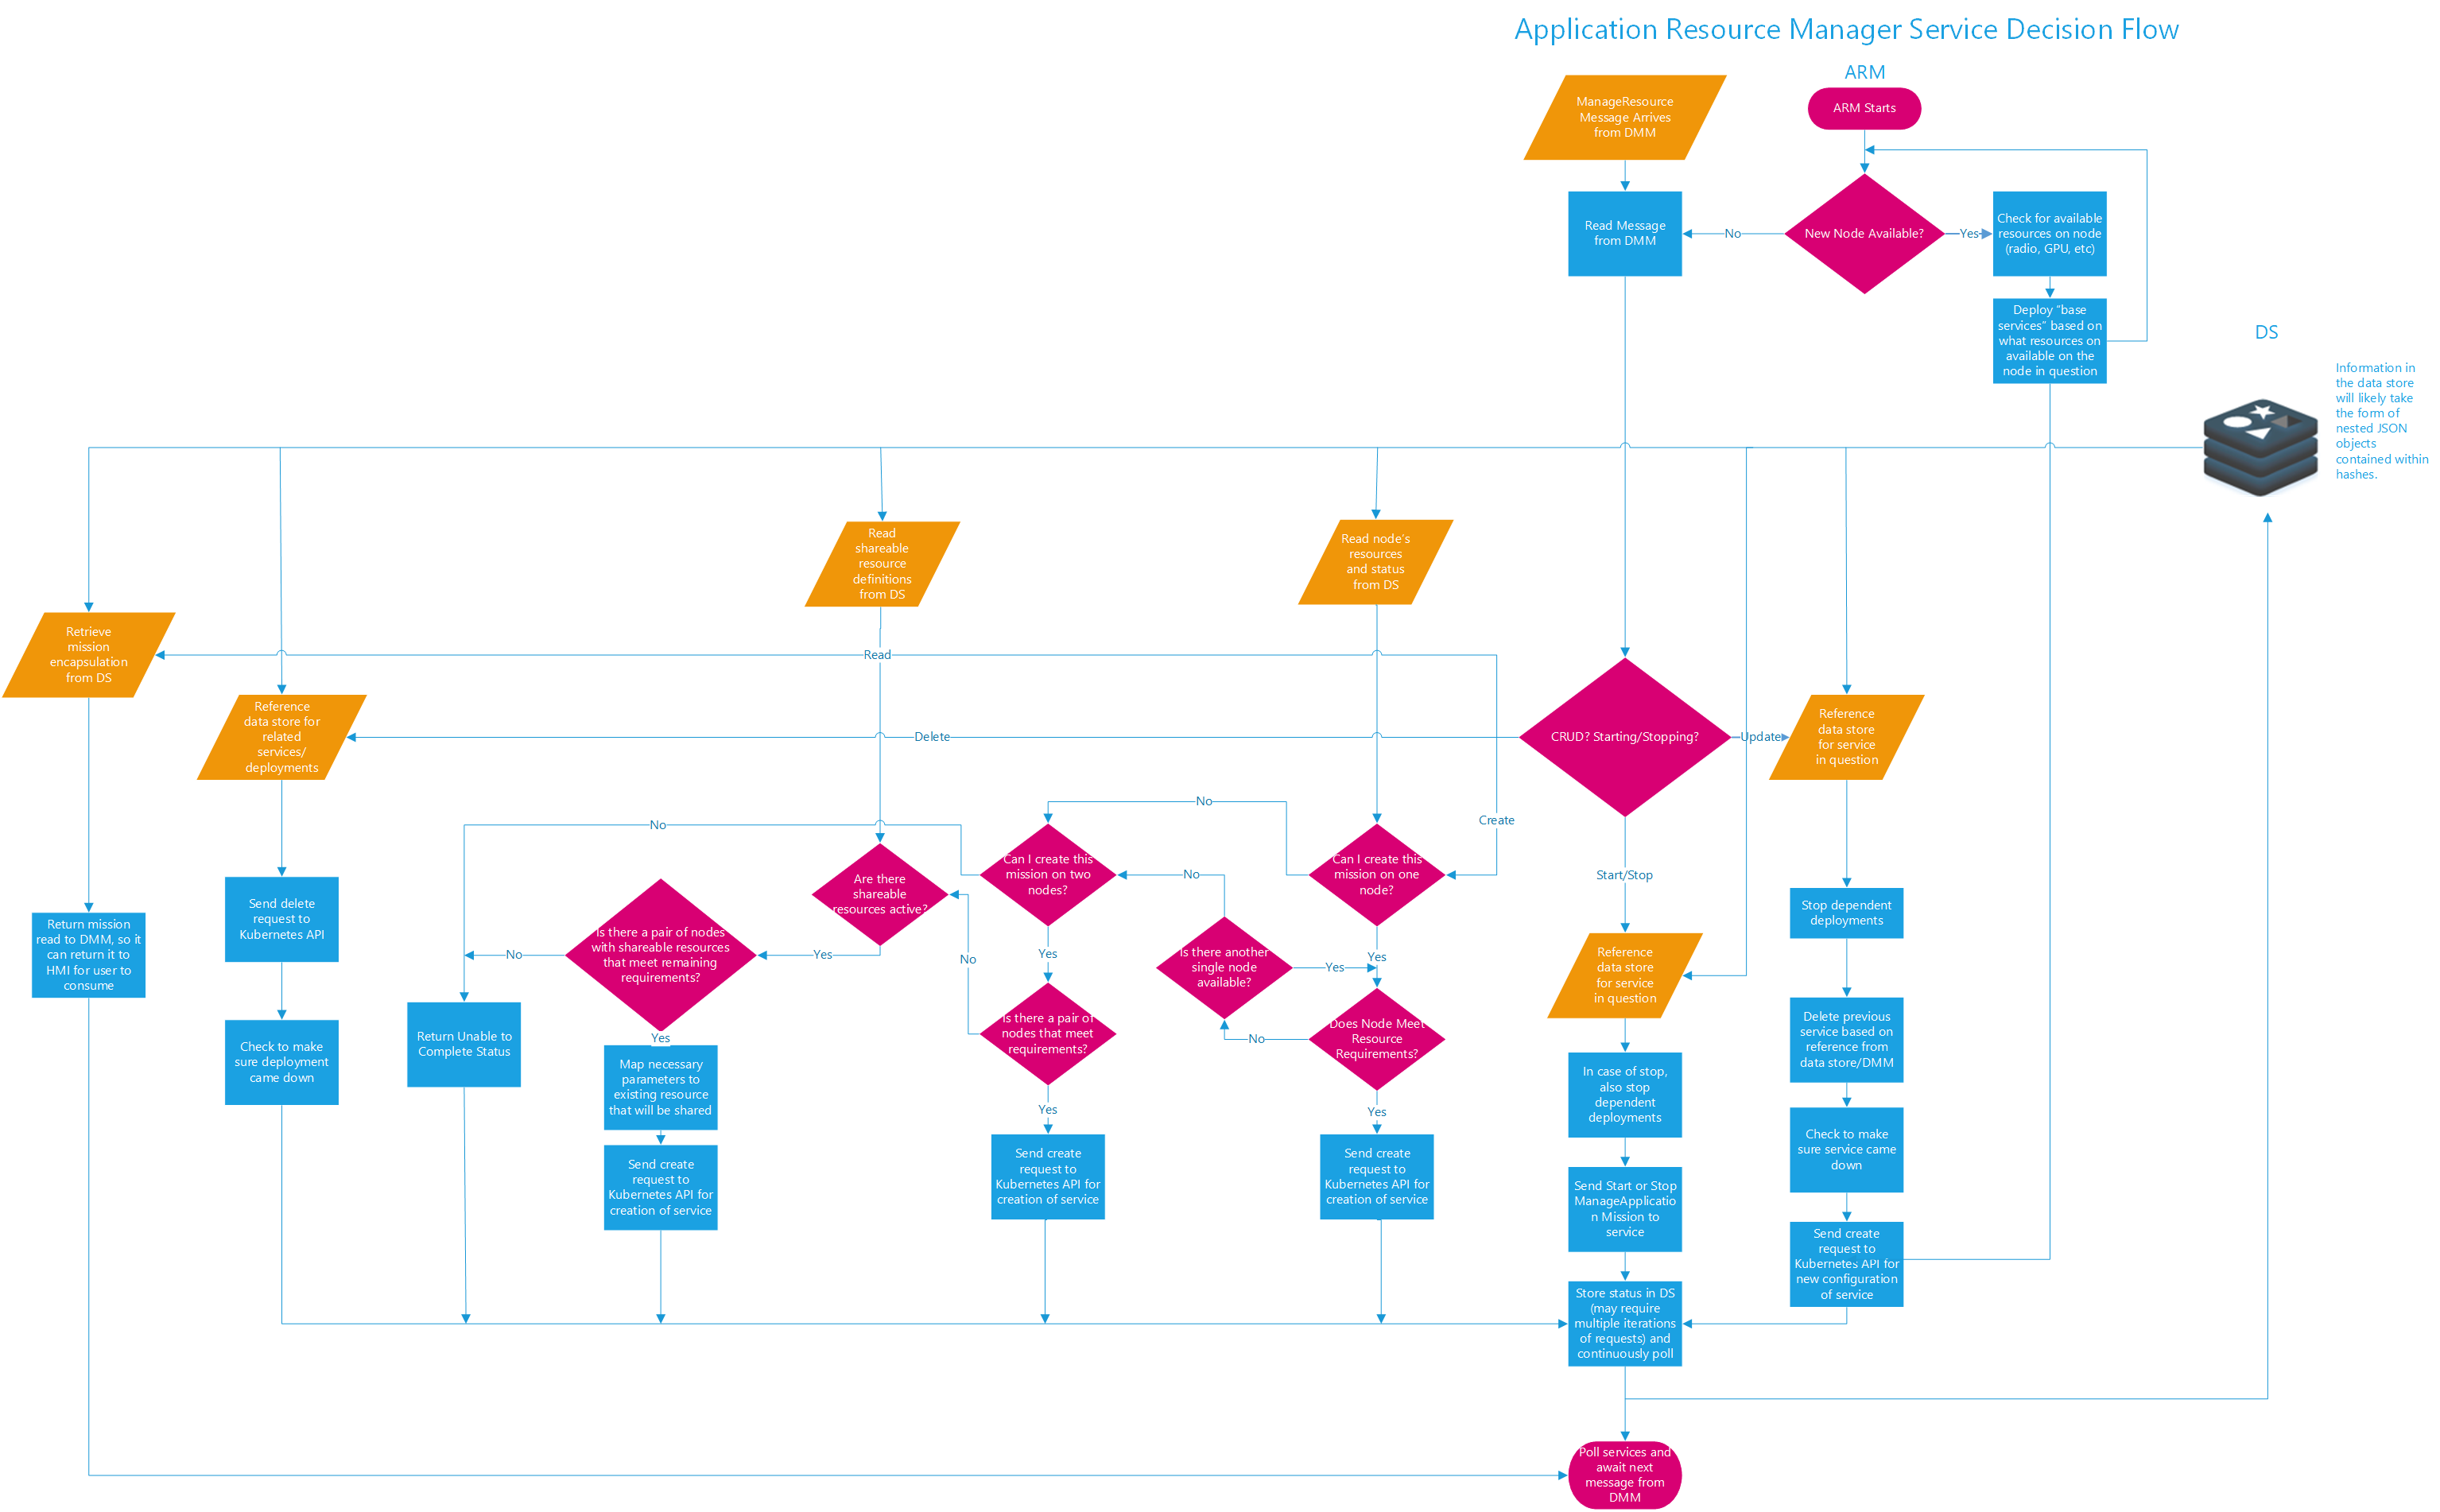 Application Resource Manager Service Decision Flow
ARM
ManageResource
Message Arrives
from DMM
ARM Starts
Read Message
from DMM
No
New Node Available?
Yes
Check for available
resources on node
(radio, GPU, etc)
Deploy “base
services” based on
what resources on
available on the
node in question
DS
Information in
the data store
will likely take
the form of
nested JSON
objects
contained within
hashes.
Read
shareable
resource
definitions
from DS
Read node’s
resources
and status
from DS
Retrieve
mission
encapsulation
from DS
Read
Reference
data store for
related
services/
deployments
Delete
CRUD? Starting/Stopping?
Update
Reference
data store
for service
in question
No
No
Create
Can I create this
mission on two
nodes?
No
Can I create this
mission on one
node?
Start/Stop
Are there
shareable
resources active?
Send delete
request to
Kubernetes API
Stop dependent
deployments
Return mission
read to DMM, so it
can return it to
HMI for user to
consume
No
Is there a pair of nodes
with shareable resources
that meet remaining
requirements?
Yes
No
Yes
Is there another
single node
available?
Yes
Yes
Reference
data store
for service
in question
Check to make
sure deployment
came down
Return Unable to
Complete Status
Yes
Is there a pair of
nodes that meet
requirements?
No
Does Node Meet
Resource
Requirements?
Delete previous
service based on
reference from
data store/DMM
Map necessary
parameters to
existing resource
that will be shared
Yes
Yes
In case of stop,
also stop
dependent
deployments
Check to make
sure service came
down
Send create
request to
Kubernetes API for
creation of service
Send create
request to
Kubernetes API for
creation of service
Send create
request to
Kubernetes API for
creation of service
Send Start or Stop
ManageApplicatio
n Mission to
service
Send create
request to
Kubernetes API for
new configuration
of service
Store status in DS
(may require
multiple iterations
of requests) and
continuously poll
Poll services and
await next
message from
DMM